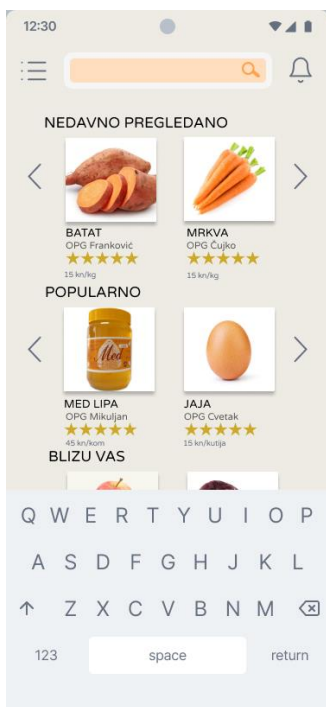 12:30
NEDAVNO PREGLEDANO
BATAT
OPG Franković
15 kn/kg
MRKVA
OPG Čujko
15 kn/kg
POPULARNO
Med
MED LIPA
OPG Mikuljan
45 kn/kom
JAJA
OPG Cvetak
15 kn/kutija
BLIZU VAS
Q W E R T Y U I O P
A S D F G H J K L
Z X C V B N M
123 space return